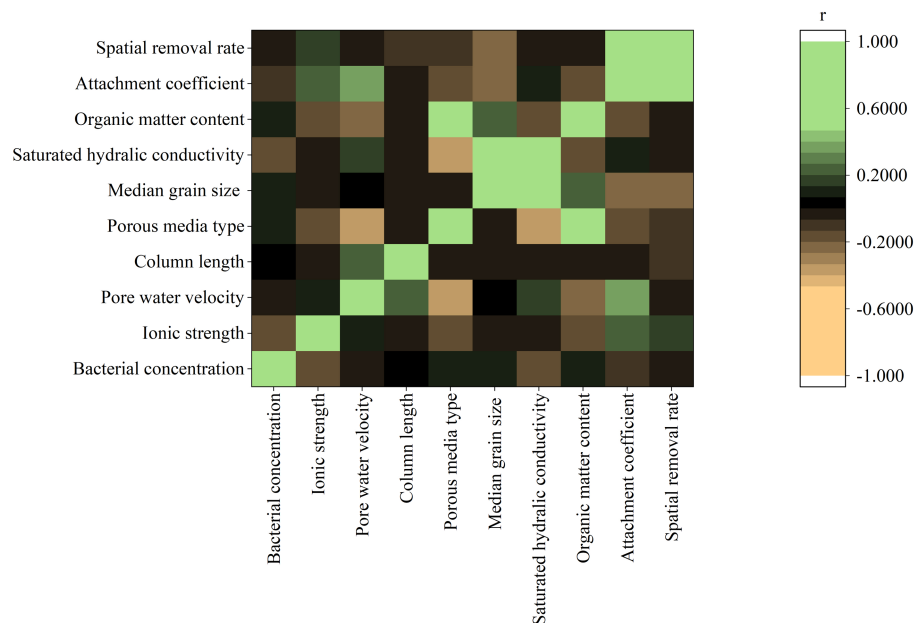 r
1.000
0.6000
0.2000
-0.2000
-0.6000
-1.000
Spatial removal rate
Attachment coefficient
Organic matter content
Saturated hydralic conductivity
Median grain size
Porous media type
Column length
Pore water velocity
Ionic strength
Bacterial concentration
Bacterial concentration
Ionic strength
Pore water velocity
Column length
Porous media type
Median grain size
Saturated hydralic conductivity
Organic matter content
Attachment coefficient
Spatial removal rate